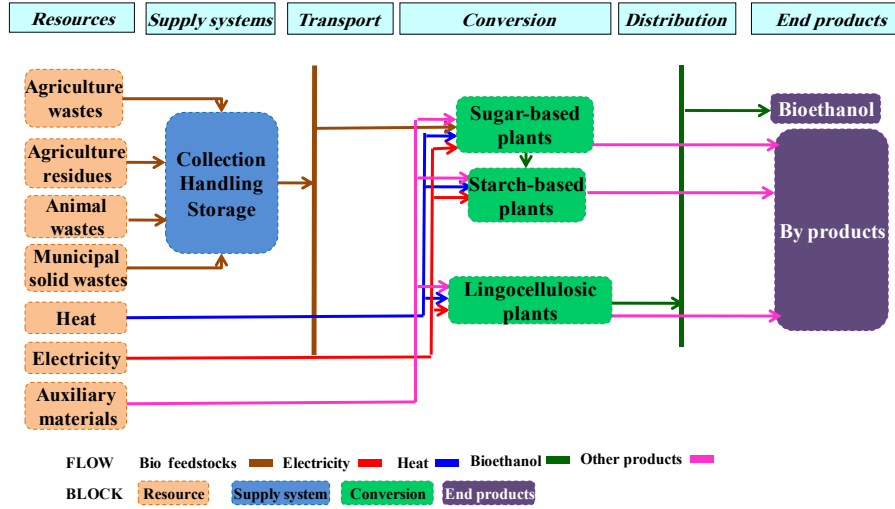 Resources Supply systems Transport Conversion Distribution End products
Agriculture
wastes
Agriculture
residues
Animal
wastes
Municipal
solid wastes
Heat
Electricity
Auxiliary
materials
Collection
Handling
Storage
Sugar-based
plants
Starch-based
plants
Lingocellulosic
plants
Bioethanol
By products
FLOW Bio feedstocks Electricity Heat Bioethanol Other products
BLOCK Resource Supply system Conversion End products